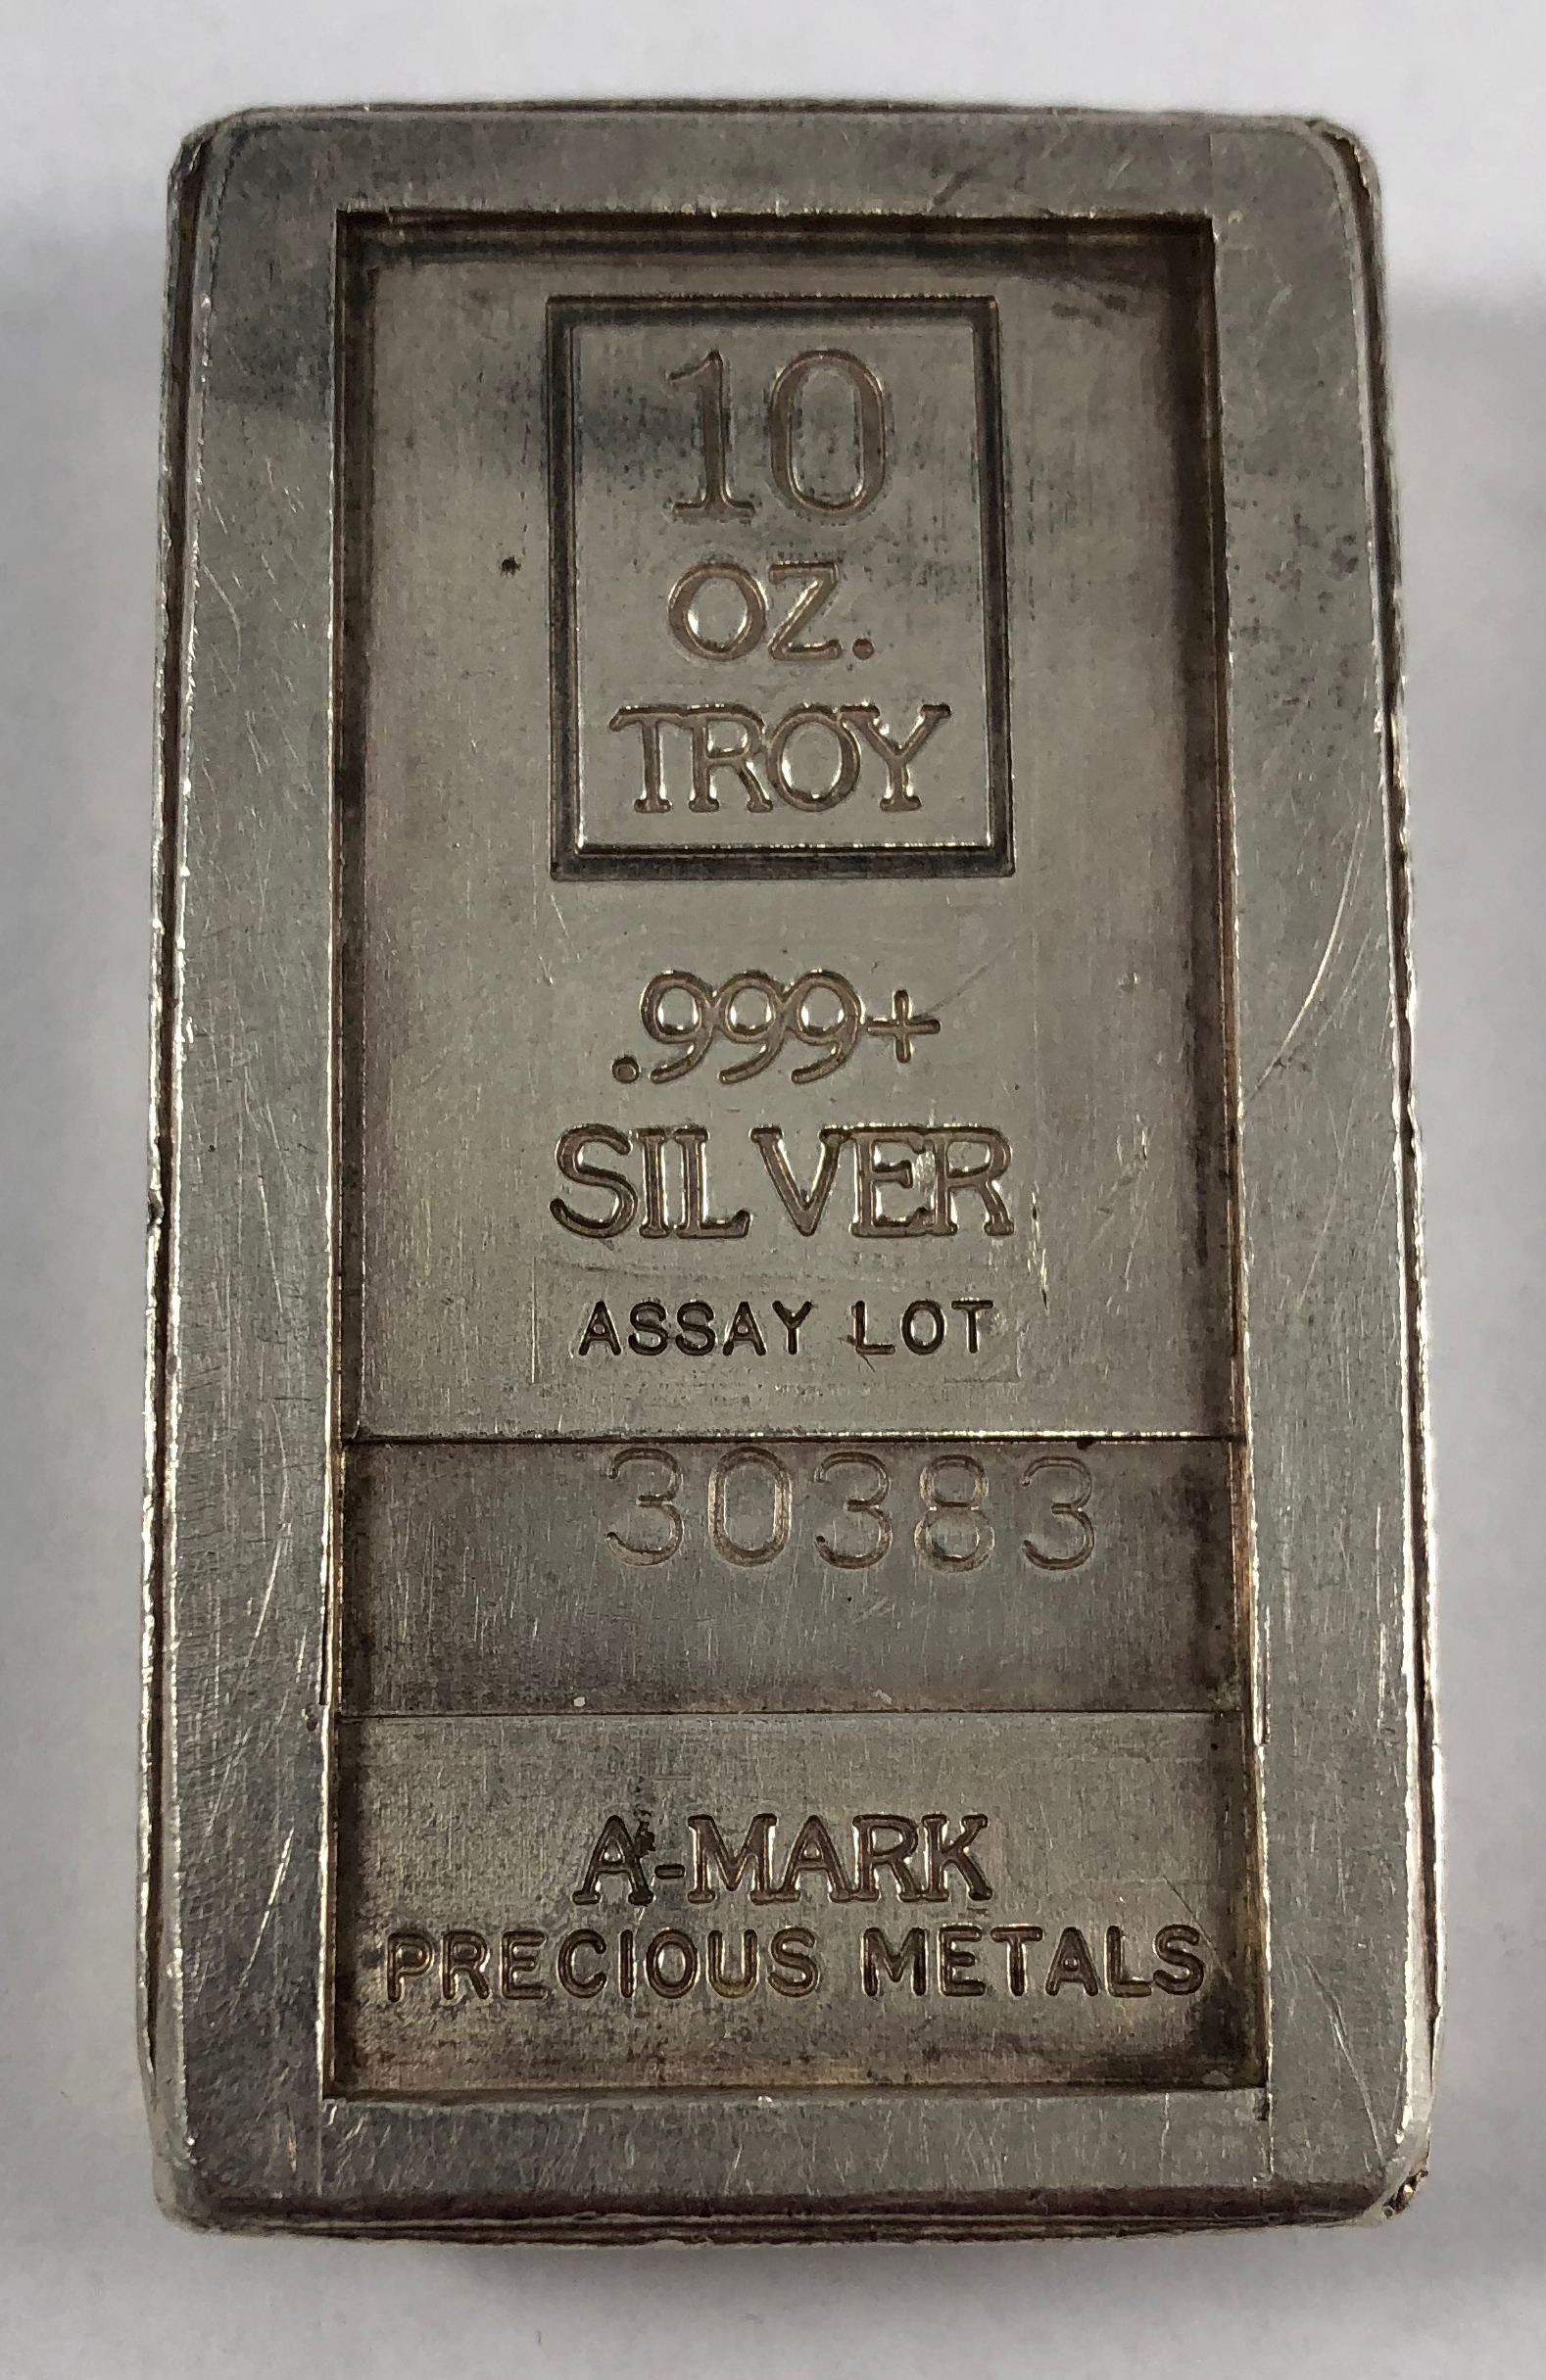 10
OZ.
TROY
.999+
SILVER
ASSAY LOT
30383
A-MARK
PRECIOUS METALS